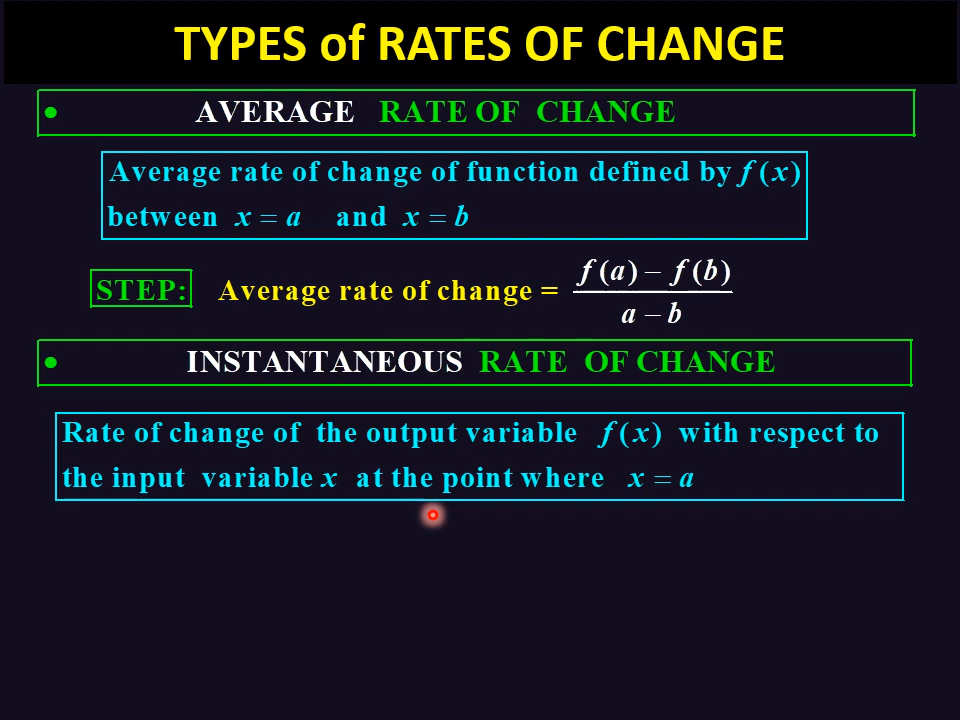 TYPES of RATES OF CHANGE
• AVERAGE RATE OF CHANGE
Average rate of change of function defined by f(x)
between x = a and x = b
STEP: Average rate of change = \frac{f(a) − f(b)}{a − b}
• INSTANTANEOUS RATE OF CHANGE
Rate of change of the output variable f(x) with respect to
the input variable x at the point where x = a